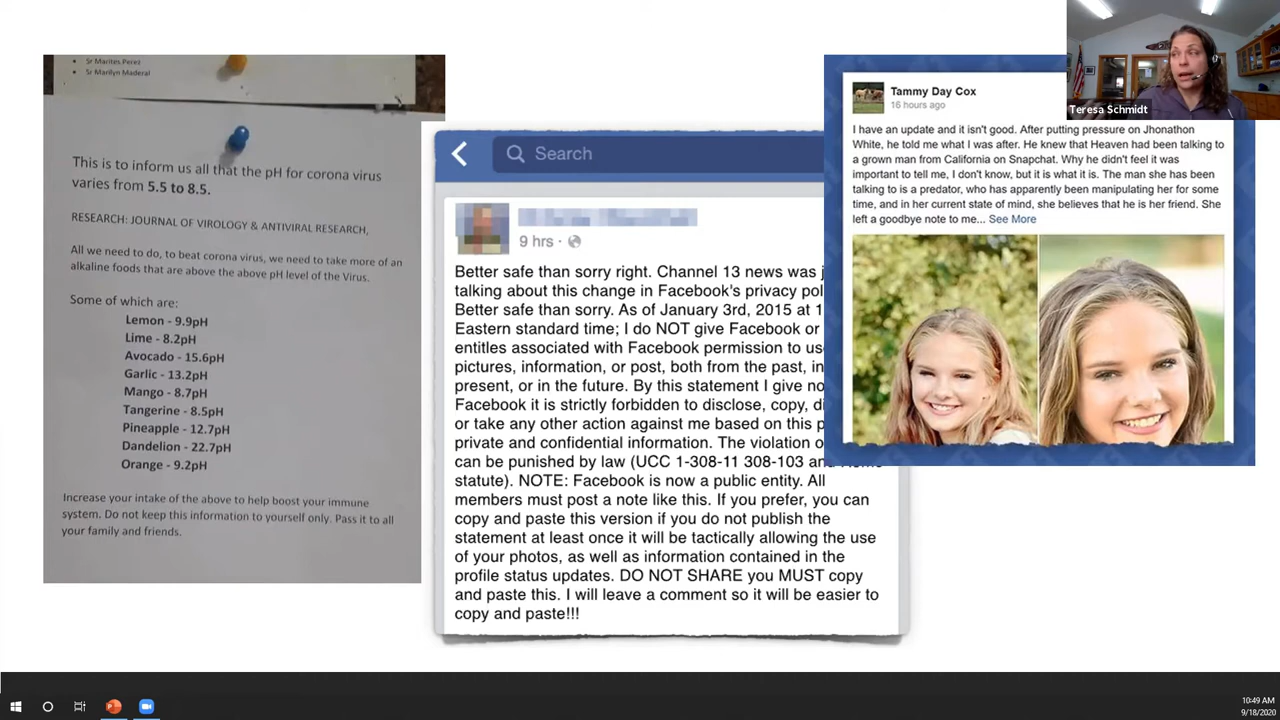 Sr Marites Perez
Sr Marilyn Maderal
This is to inform us all that the pH for corona virus
varies from 5.5 to 8.5.
RESEARCH: JOURNAL OF VIROLOGY & ANTIVIRAL RESEARCH,
All we need to do, to beat corona virus, we need to take more of an
alkaline foods that are above the above pH level of the Virus.
Some of which are:
Lemon - 9.9pH
Lime - 8.2pH
Avocado - 15.6pH
Garlic - 13.2pH
Mango - 8.7pH
Tangerine - 8.5pH
Pineapple - 12.7pH
Dandelion - 22.7pH
Orange - 9.2pH
Increase your intake of the above to help boost your immune
system. Do not keep this information to yourself only. Pass it to all
your family and friends.
Search
9 hrs ·
Better safe than sorry right. Channel 13 news was
talking about this change in Facebook's privacy
Better safe than sorry. As of January 3rd, 2015 at
Eastern standard time; I do NOT give Facebook or
entities associated with Facebook permission to
pictures, information, or post, both from the past, in
present, or in the future. By this statement I give
Facebook it is strictly forbidden to disclose, copy,
or take any other action against me based on this
private and confidential information. The violation
can be punished by law (UCC 1-308-11 308-103 and
statute). NOTE: Facebook is now a public entity. All
members must post a note like this. If you prefer, you can
copy and paste this version if you do not publish the
statement at least once it will be tactically allowing the use
of your photos, as well as information contained in the
profile status updates. DO NOT SHARE you MUST copy
and paste this. I will leave a comment so it will be easier to
copy and paste!!!
Tammy Day Cox
16 hours ago
I have an update and it isn't good. After putting pressure on Jhonathon
White, he told me what I was after. He knew that Heaven had been talking to
a grown man from California on Snapchat. Why he didn't feel it was
important to tell me, I don't know, but it is what it is. The man she has been
talking to is a predator, who has apparently been manipulating her for some
time, and in her current state of mind, she believes that he is her friend. She
left a goodbye note to me... See More
Teresa Schmidt
10:49 AM
9/18/2020